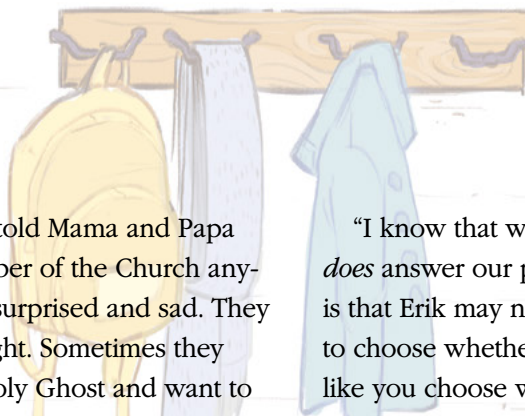 told Mama and Papa
ber of the Church any-
surprised and sad. They
ght. Sometimes they
oly Ghost and want to
“I know that w
does answer our p
is that Erik may n
to choose whethe
like you choose w